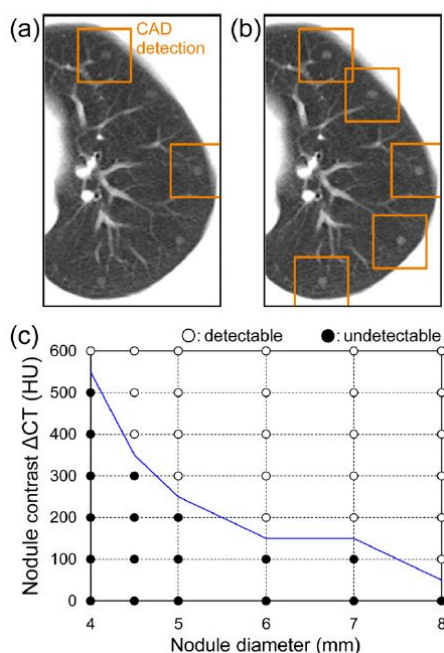 (a)
CAD
detection
(b)
(c)
○: detectable ●: undetectable
600
500
400
300
200
100
0
Nodule contrast ΔCT (HU)
4 5 6 7 8
Nodule diameter (mm)